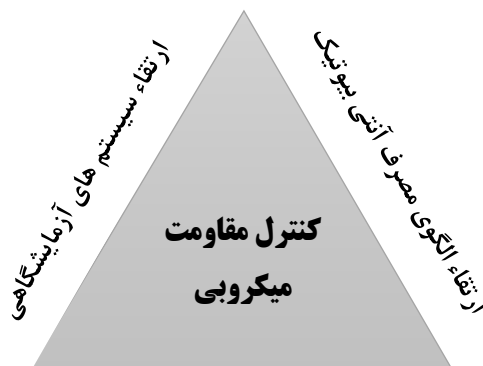 ارتقاء الگوی مصرف آنتی بیوتیک
ارتقاء سیستم های آزمایشگاهی
کنترل مقاومت
میکروبی